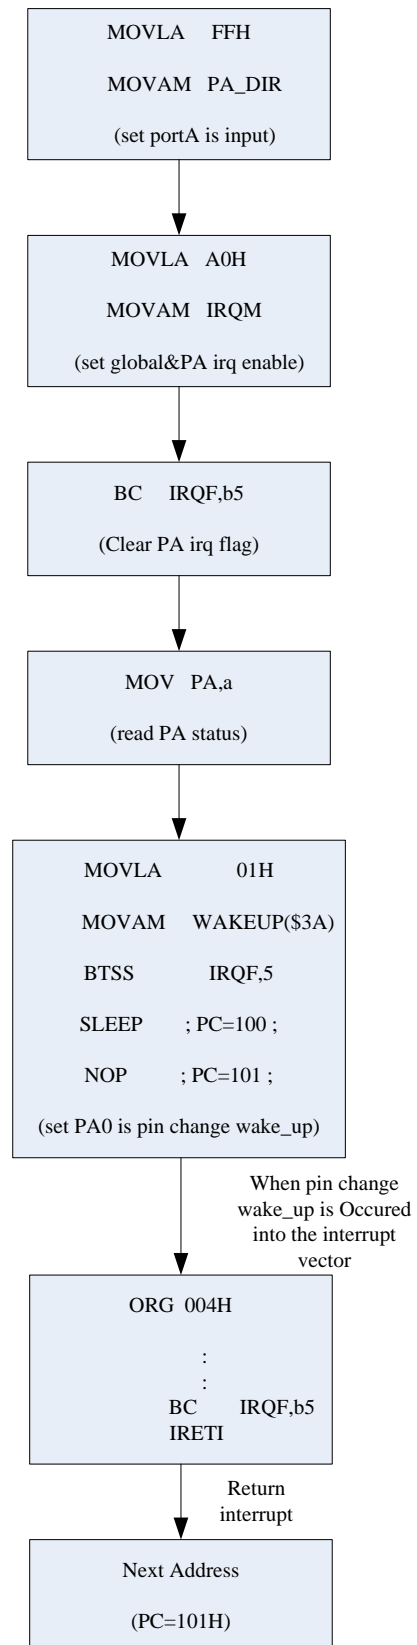 MOVLA FFH
MOVAM PA_DIR
(set portA is input)
MOVLA A0H
MOVAM IRQM
(set global&PA irq enable)
BC IRQF,b5
(Clear PA irq flag)
MOV PA,a
(read PA status)
MOVLA 01H
MOVAM WAKEUP($3A)
BTSS IRQF,5
SLEEP ; PC=100 ;
NOP ; PC=101 ;
(set PA0 is pin change wake_up)
When pin change
wake_up is Occured
into the interrupt
vector
ORG 004H
:
:
BC IRQF,b5
IRETI
Return
interrupt
Next Address
(PC=101H)